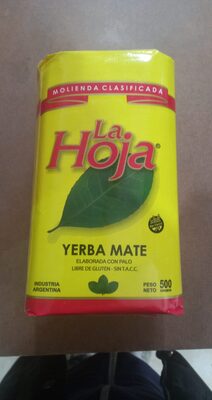 MOLIENDA CLASIFICADA
La
Hoja®
YERBA MATE
ELABORADA CON PALO
LIBRE DE GLUTEN - SIN T.A.C.C.
INDUSTRIA
ARGENTINA
PESO
NETO
500